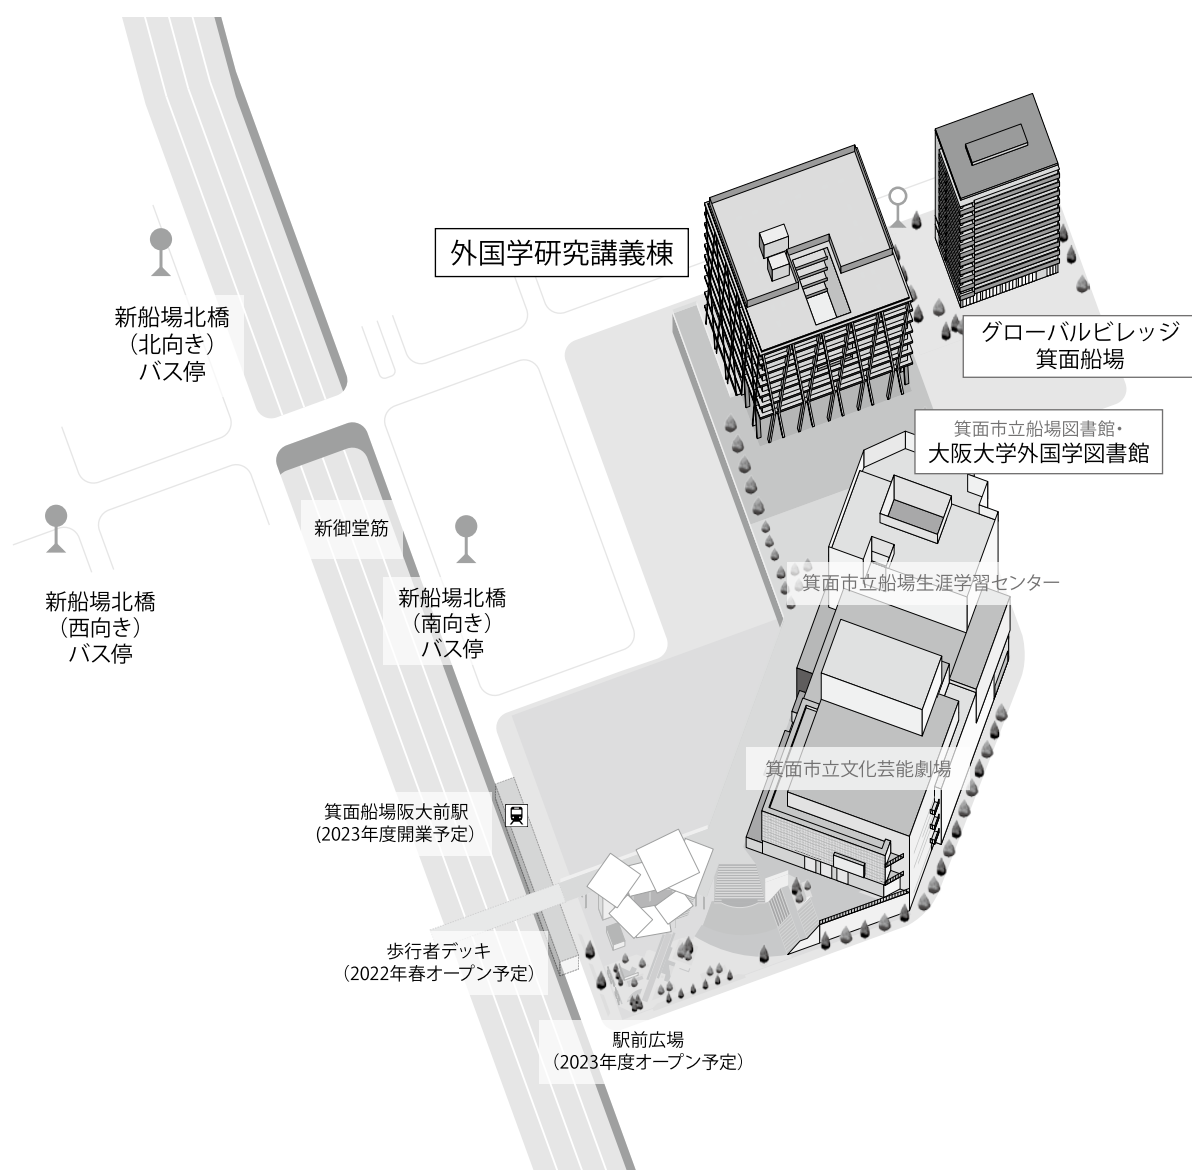 外国学研究講義棟
新船場北橋
（北向き）
バス停
グローバルビレッジ
箕面船場
箕面市立船場図書館・
大阪大学外国学図書館
新御堂筋
新船場北橋
（西向き）
バス停
新船場北橋
（南向き）
バス停
箕面市立船場生涯学習センター
箕面市立文化芸能劇場
箕面船場阪大前駅
(2023年度開業予定）
歩行者デッキ
（2022年春オープン予定）
駅前広場
（2023年度オープン予定）